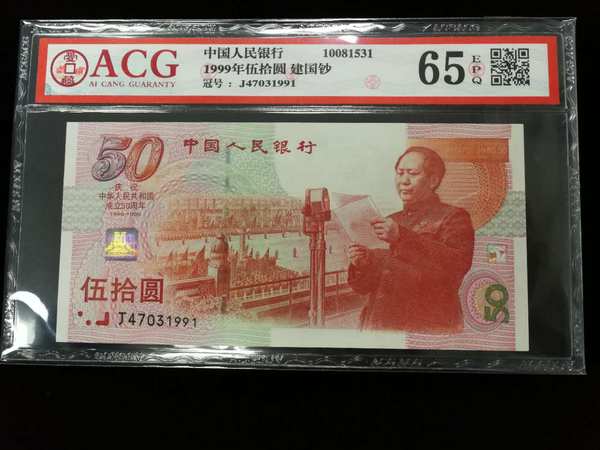 ACG
AI CANG GUARANTY
中国人民银行 10081531
1999年伍拾圆 建国钞
冠号： J47031991
65 EPQ
50
中国人民银行
庆祝
中华人民共和国
成立50周年
1949-1999
伍拾圆
J47031991
50